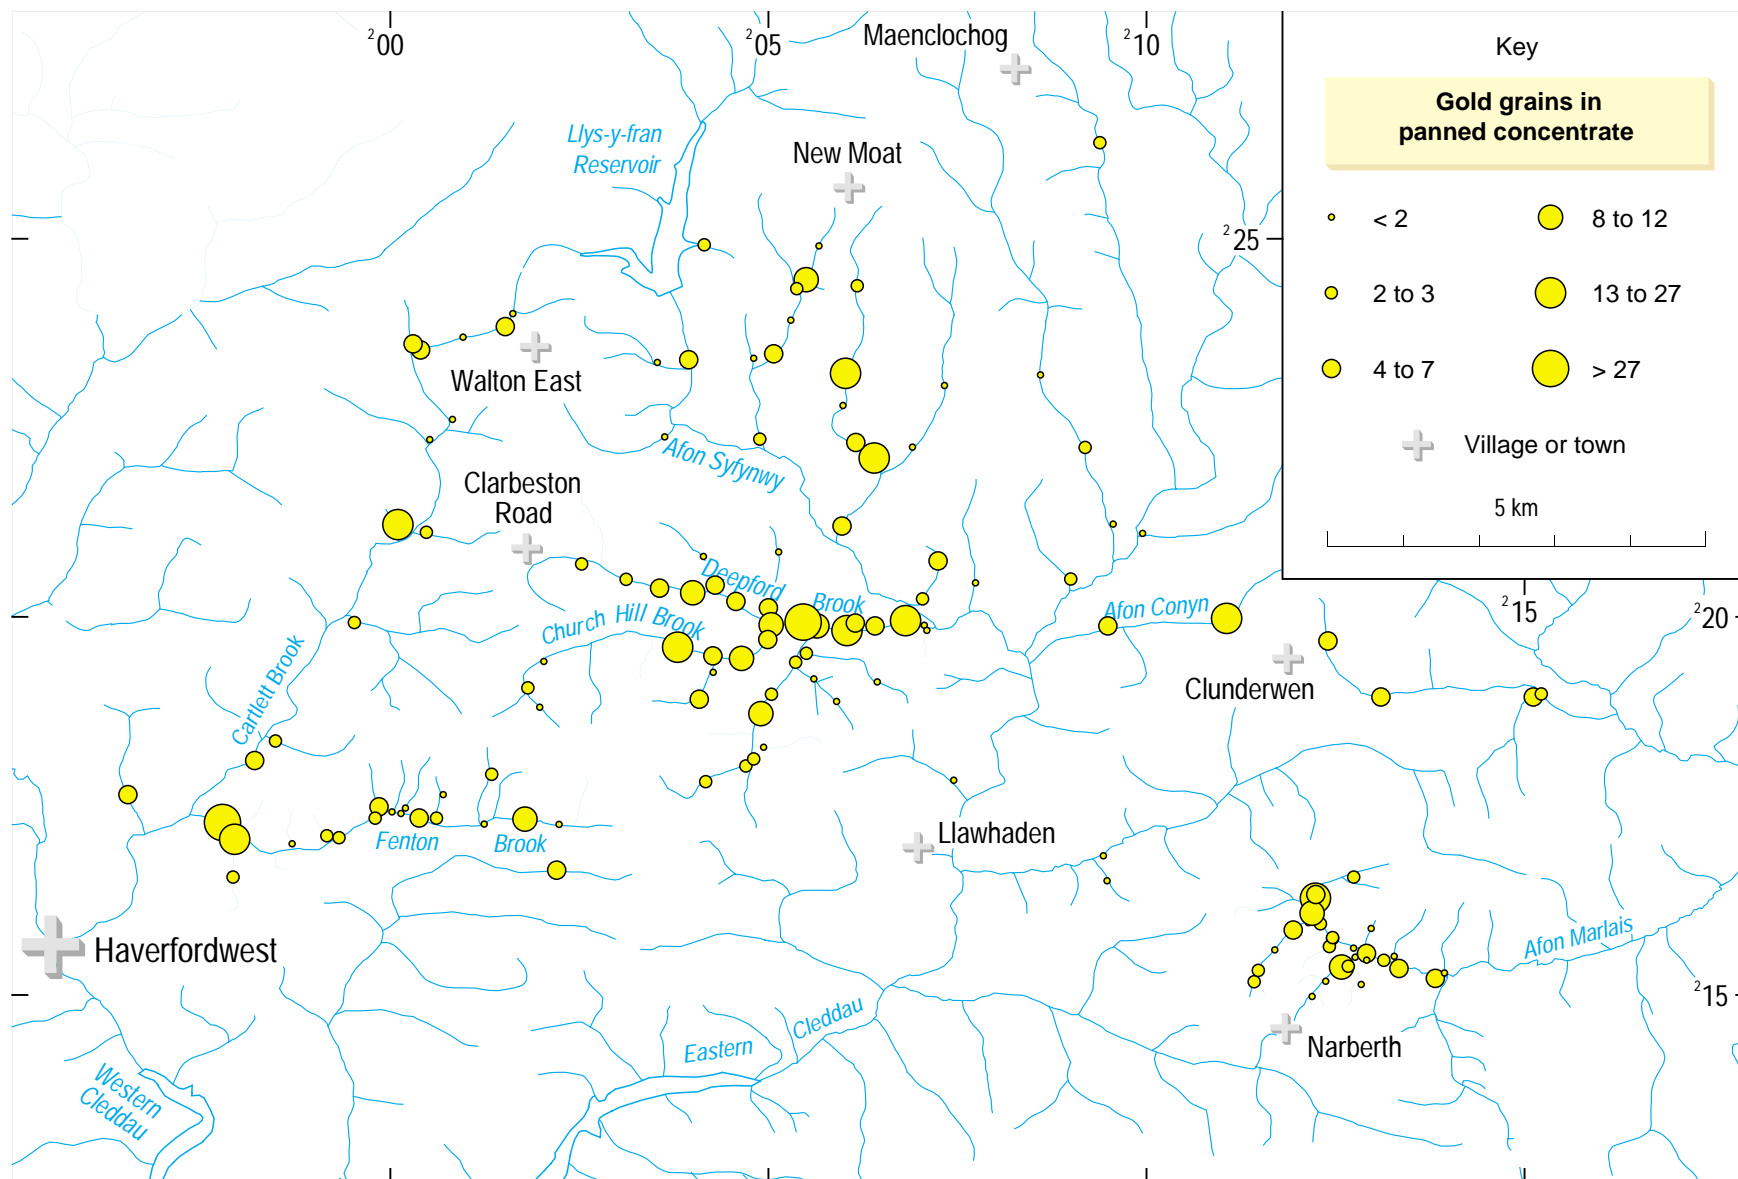 ²00
²05
²10
Maenclochog
Key
Gold grains in
panned concentrate
Llys-y-fran
Reservoir
New Moat
< 2
8 to 12
²25
2 to 3
13 to 27
Walton East
4 to 7
> 27
Afon Syfynwy
Village or town
Clarbeston
Road
5 km
Deepford
Brook
Church Hill Brook
Afon Conyn
²15
²20
Cartlett Brook
Clunderwen
Fenton
Brook
Llawhaden
Haverfordwest
Afon Marlais
²15
Eastern
Cleddau
Narberth
Western
Cleddau